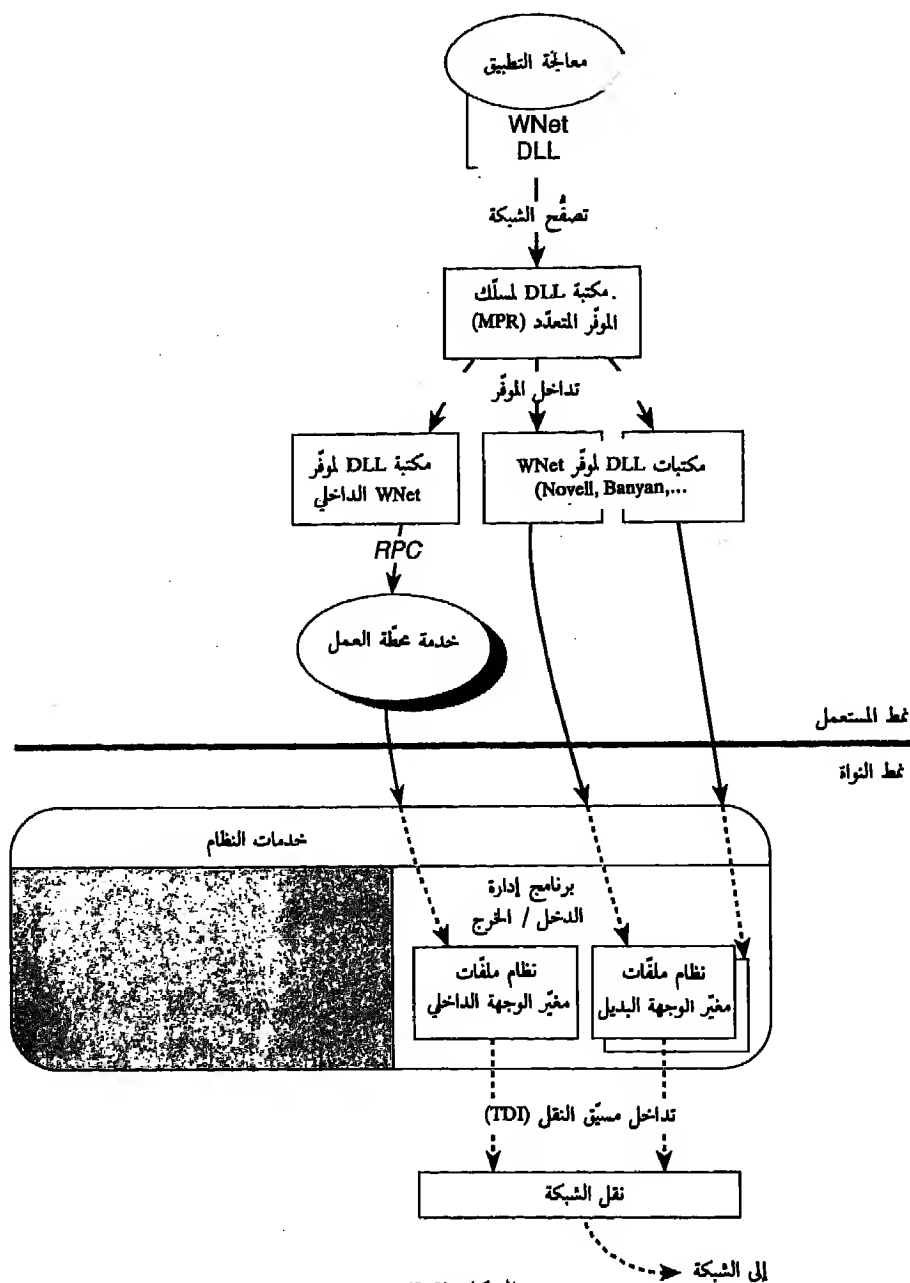 معالجة التطبيق
WNet
DLL
تصفُّح الشبكة
مكتبة DLL لمسلّك
الموفّر المتعدّد (MPR)
تداخل الموفّر
مكتبة DLL لموفّر
WNet الداخلي
مكتبات DLL لموفّر WNet
(Novell, Banyan,...
RPC
خدمة محطّة العمل
نمط المستعمل
نمط النواة
خدمات النظام
برنامج إدارة
الدخل / الخرج
نظام ملفّات
مغيّر الوجهة الداخلي
نظام ملفّات
مغيّر الوجهة البديل
تداخل مسيّق النقل (TDI)
نقل الشبكة
إلى الشبكة